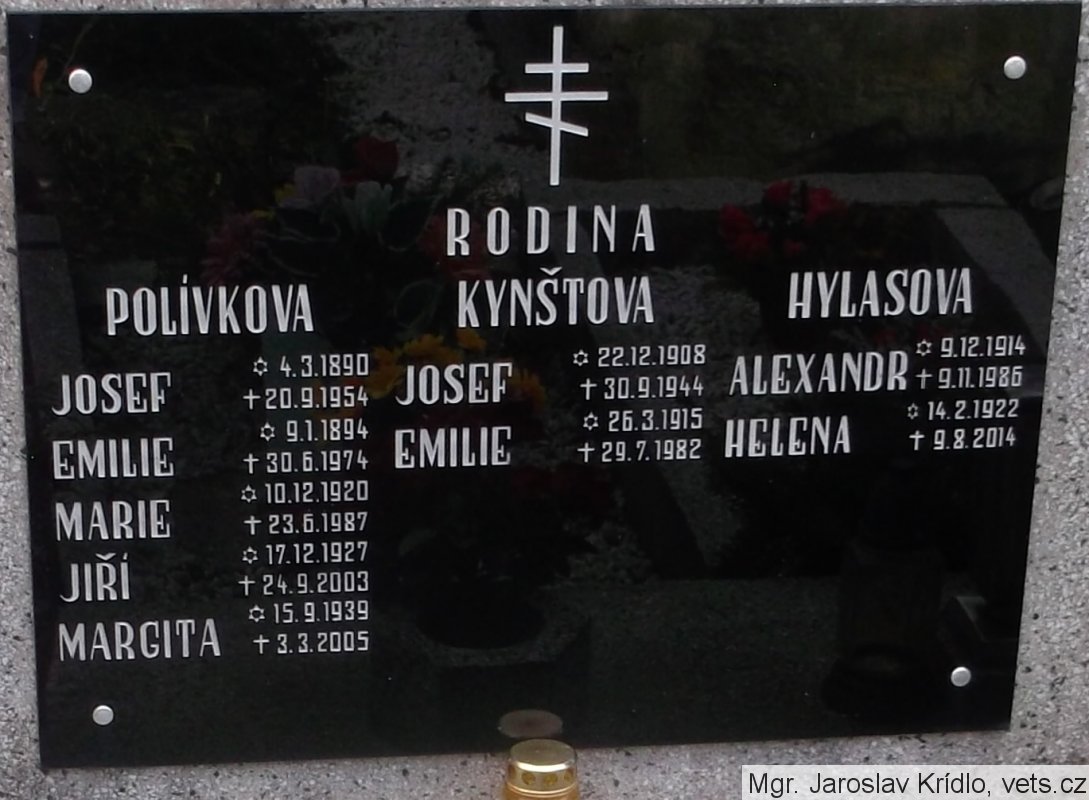 RODINA
POLÍVKOVA
JOSEF ✡ 4.3.1890
✝ 20.9.1954
EMILIE ✡ 9.1.1894
✝ 30.6.1974
MARIE ✡ 10.12.1920
✝ 23.6.1987
JIŘÍ ✡ 17.12.1927
✝ 24.9.2003
MARGITA ✡ 15.9.1939
✝ 3.3.2005
KYNŠTOVA
JOSEF ✡ 22.12.1908
✝ 30.9.1944
EMILIE ✡ 26.3.1915
✝ 29.7.1982
HYLASOVA
ALEXANDR ✡ 9.12.1914
✝ 9.11.1986
HELENA ✡ 14.2.1922
✝ 9.8.2014
Mgr. Jaroslav Krídlo, vets.cz